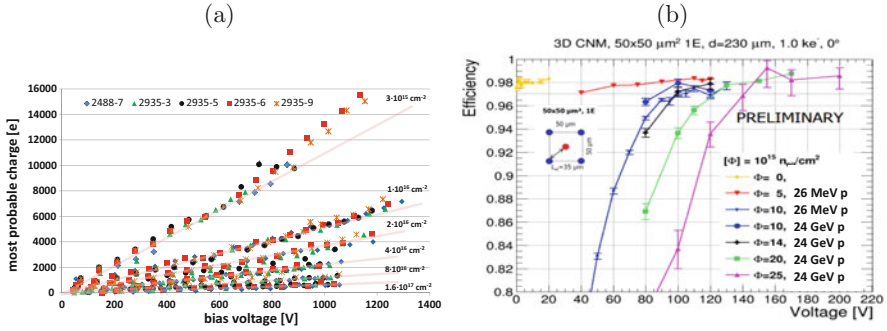 (a)
16000
14000
12000
10000
8000
6000
4000
2000
0
0 200 400 600 800 1000 1200 1400
most probable charge [e]
bias voltage [V]
2488-7 2935-3 2935-5 2935-6 2935-9
3·10¹⁵ cm⁻²
1·10¹⁶ cm⁻²
2·10¹⁶ cm⁻²
4·10¹⁶ cm⁻²
8·10¹⁶ cm⁻²
1.6·10¹⁷ cm⁻²
(b)
3D CNM, 50x50 μm² 1E, d=230 μm, 1.0 ke⁻, 0°
Efficiency
1
0.98
0.96
0.94
0.92
0.9
0.88
0.86
0.84
0.82
0.8
0 20 40 60 80 100 120 140 160 180 200 220
Voltage [V]
50x50 μm², 1E
50 μm
50 μm
=35 μm
PRELIMINARY
[Φ] = 10¹⁵ n /cm²
Φ= 0,
Φ= 5, 26 MeV p
Φ=10, 26 MeV p
Φ=10, 24 GeV p
Φ=14, 24 GeV p
Φ=20, 24 GeV p
Φ=25, 24 GeV p